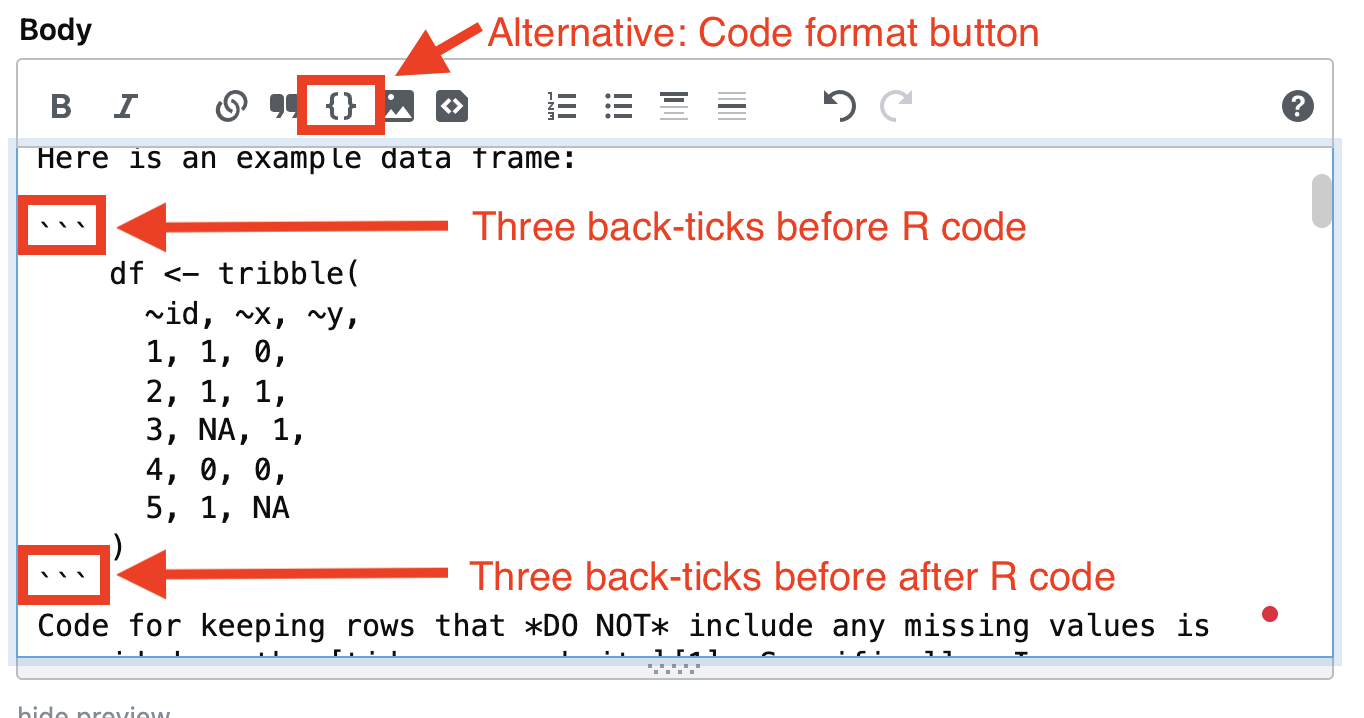 Body
Alternative: Code format button
B I {}
Here is an example data frame:
```
Three back-ticks before R code
df <- tribble(
~id, ~x, ~y,
1, 1, 0,
2, 1, 1,
3, NA, 1,
4, 0, 0,
5, 1, NA
)
```
Three back-ticks before after R code
Code for keeping rows that *DO NOT* include any missing values is
hide preview